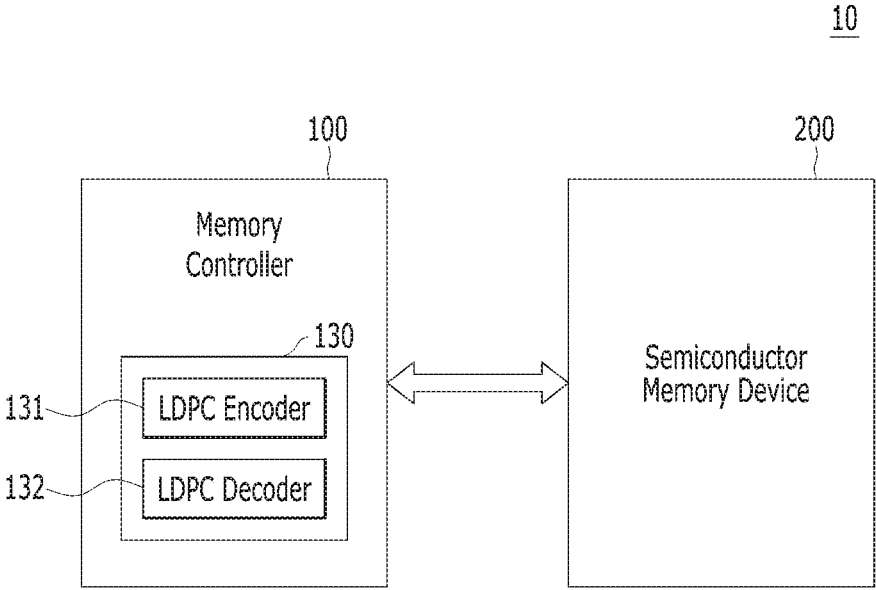 10
100
200
Memory
Controller
130
Semiconductor
Memory Device
131
LDPC Encoder
132
LDPC Decoder